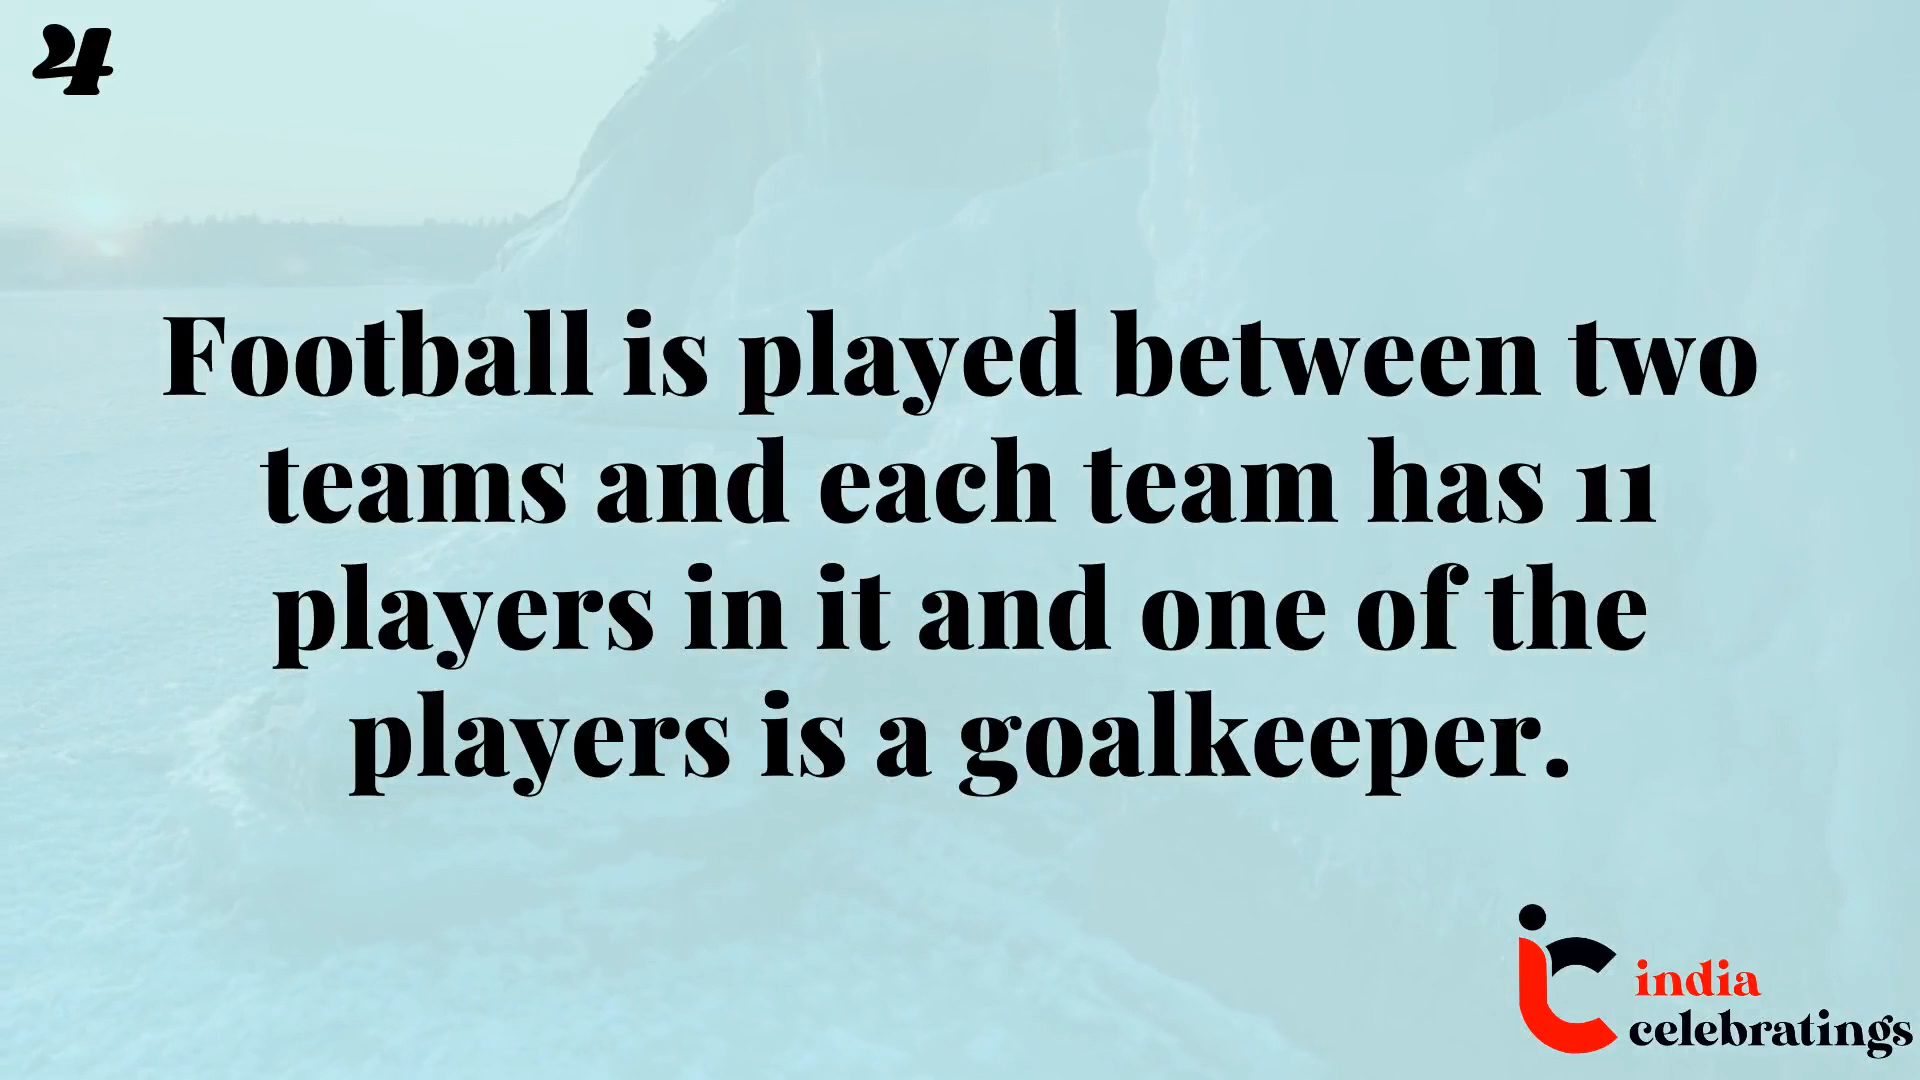 4
Football is played between two
teams and each team has 11
players in it and one of the
players is a goalkeeper.
india
celebratings